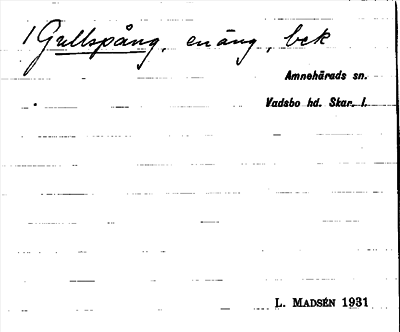 1 Gullspång, en äng, bek
Amnehärads sn.
Vadsbo hd. Skar. l.
L. MADSÉN 1931